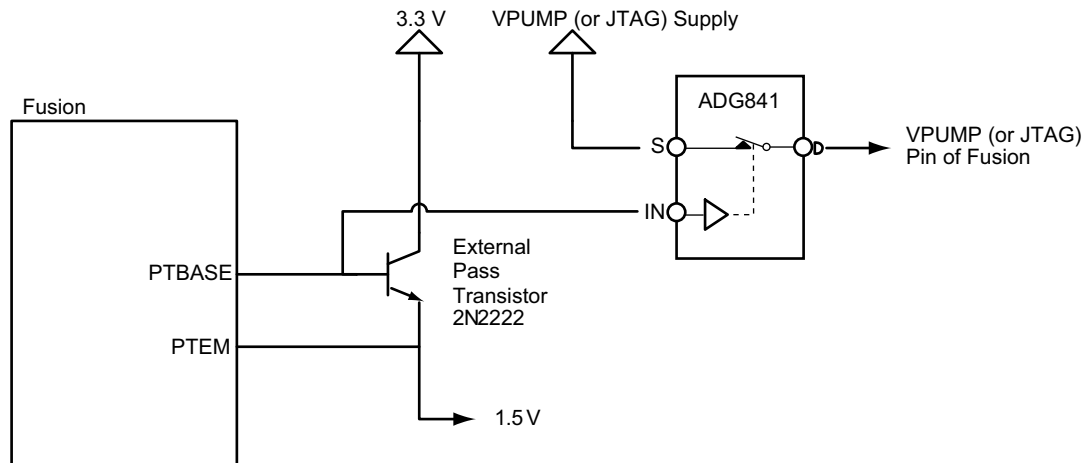 3.3 V
VPUMP (or JTAG) Supply
Fusion
ADG841
S
D
VPUMP (or JTAG)
Pin of Fusion
IN
PTBASE
External
Pass
Transistor
2N2222
PTEM
1.5 V